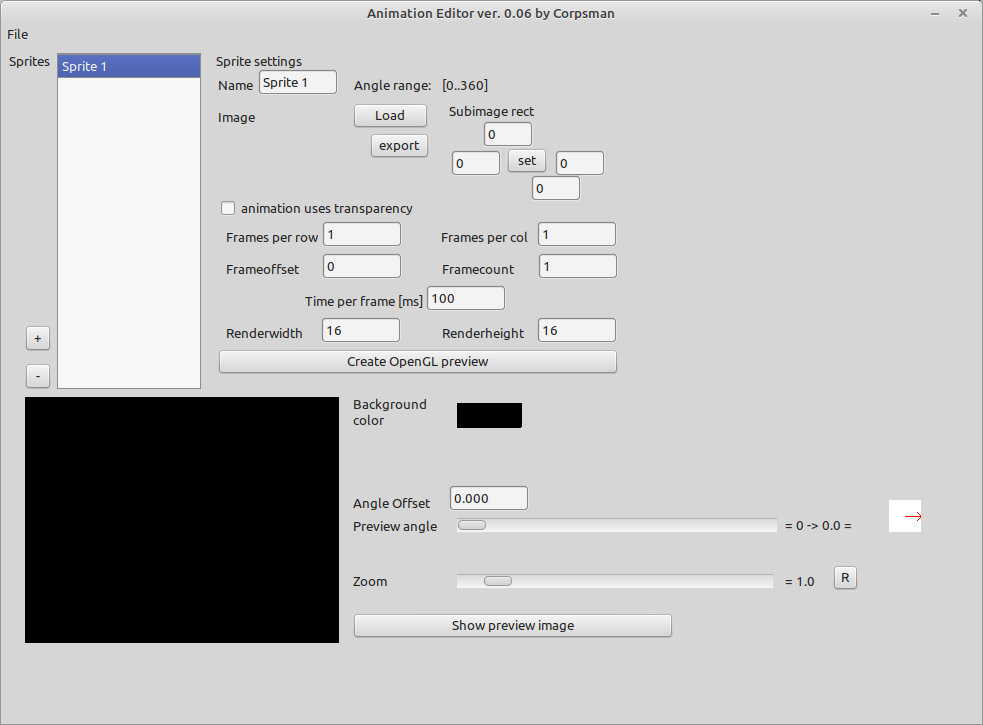 Animation Editor ver. 0.06 by Corpsman
File
Sprites
Sprite 1
Sprite settings
Name Sprite 1 Angle range: [0..360]
Image Load Subimage rect
export
0
0 set 0
0
animation uses transparency
Frames per row 1 Frames per col 1
Frameoffset 0 Framecount 1
Time per frame [ms] 100
Renderwidth 16 Renderheight 16
+
-
Create OpenGL preview
Background
color
Angle Offset 0.000
Preview angle = 0 -> 0.0 =
Zoom = 1.0 R
Show preview image